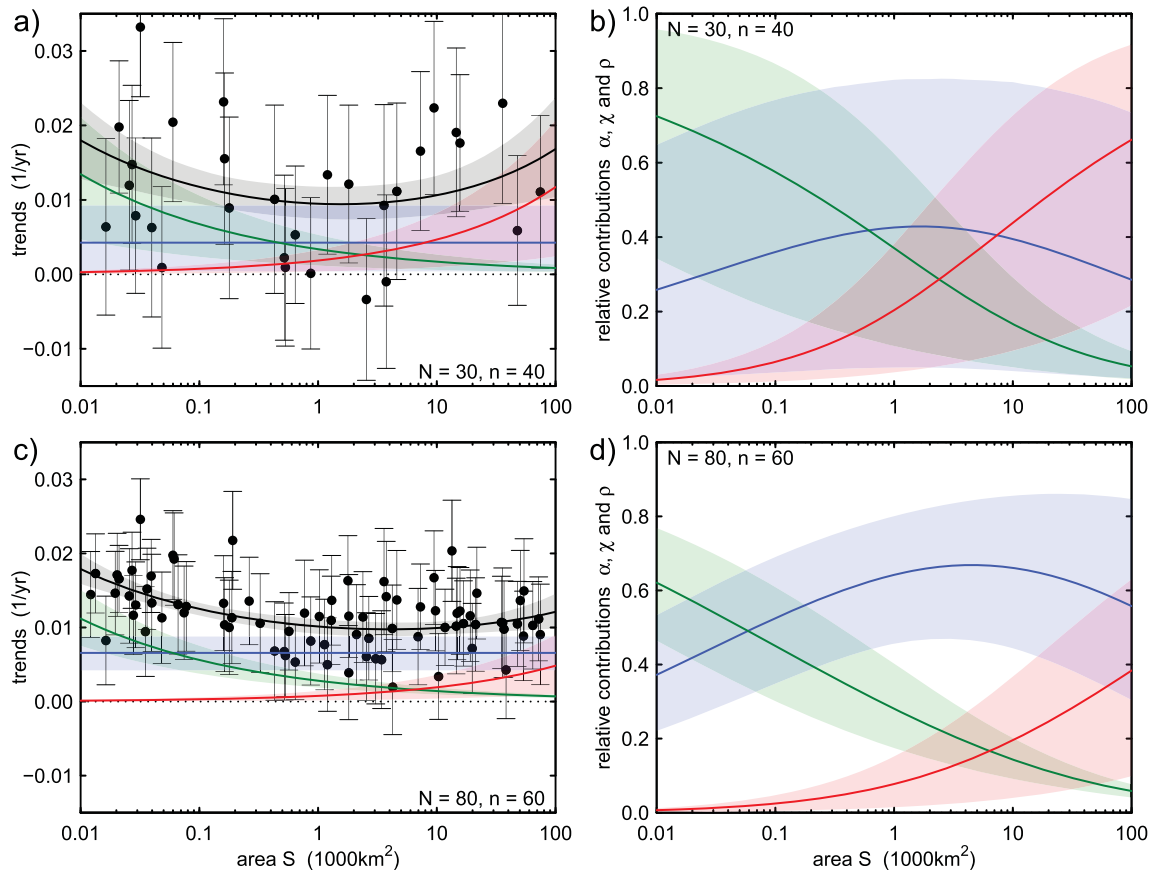 a)
0.03
0.02
0.01
0.00
−0.01
trends (1/yr)
N = 30, n = 40
0.01 0.1 1 10 100
b)
1.0
0.8
0.6
0.4
0.2
0.0
relative contributions α, χ and ρ
N = 30, n = 40
0.01 0.1 1 10 100
c)
0.03
0.02
0.01
0.00
−0.01
trends (1/yr)
N = 80, n = 60
0.01 0.1 1 10 100
area S (1000km²)
d)
1.0
0.8
0.6
0.4
0.2
0.0
relative contributions α, χ and ρ
N = 80, n = 60
0.01 0.1 1 10 100
area S (1000km²)